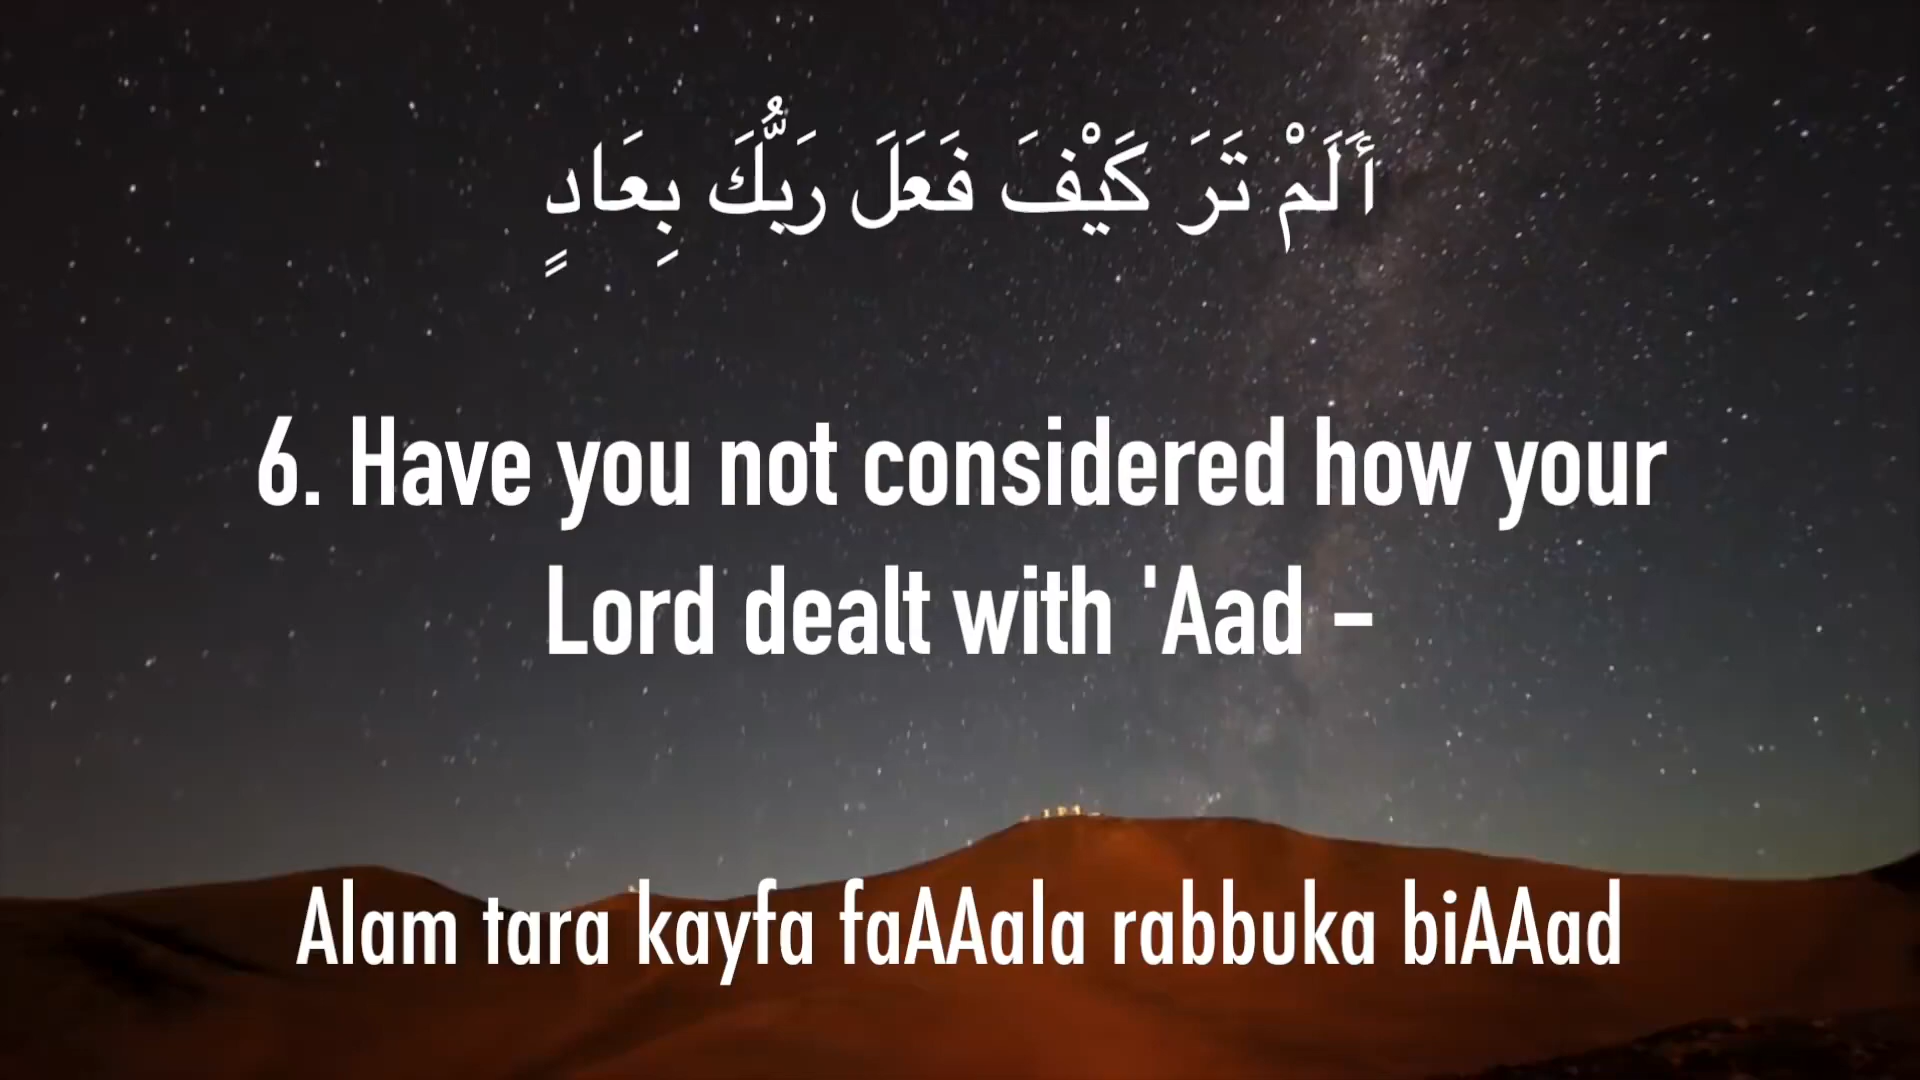 أَلَمْ تَرَ كَيْفَ فَعَلَ رَيُّكَ بِعَادٍ
6. Have you not considered how your
Lord dealt with 'Aad -
Alam tara kayfa faAAala rabbuka biAAad